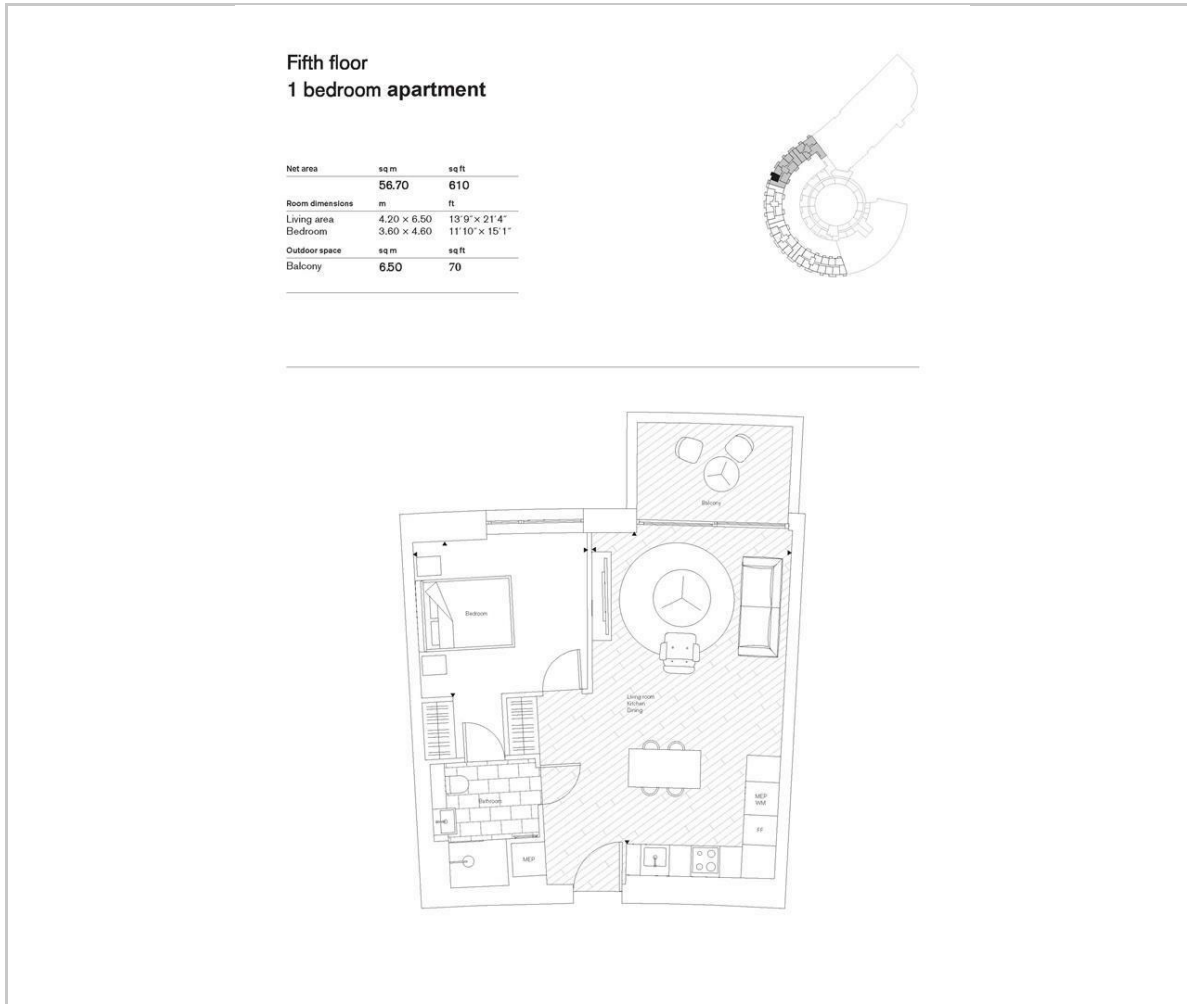 Fifth floor
1 bedroom apartment
Net area sq m sq ft
56.70 610
Room dimensions m ft
Living area 4.20 × 6.50 13'9" × 21'4"
Bedroom 3.60 × 4.60 11'10" × 15'1"
Outdoor space sq m sq ft
Balcony 6.50 70
Balcony
Bedroom
Living room
Kitchen
Dining
Bathroom
MEP
WM
FF
MEP